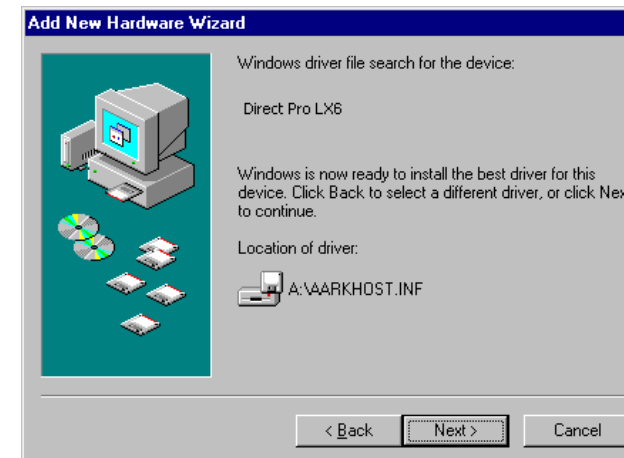 Add New Hardware Wizard
Windows driver file search for the device:
Direct Pro LX6
Windows is now ready to install the best driver for this
device. Click Back to select a different driver, or click Nex
to continue.
Location of driver:
A:\AARKHOST.INF
< Back
Next >
Cancel